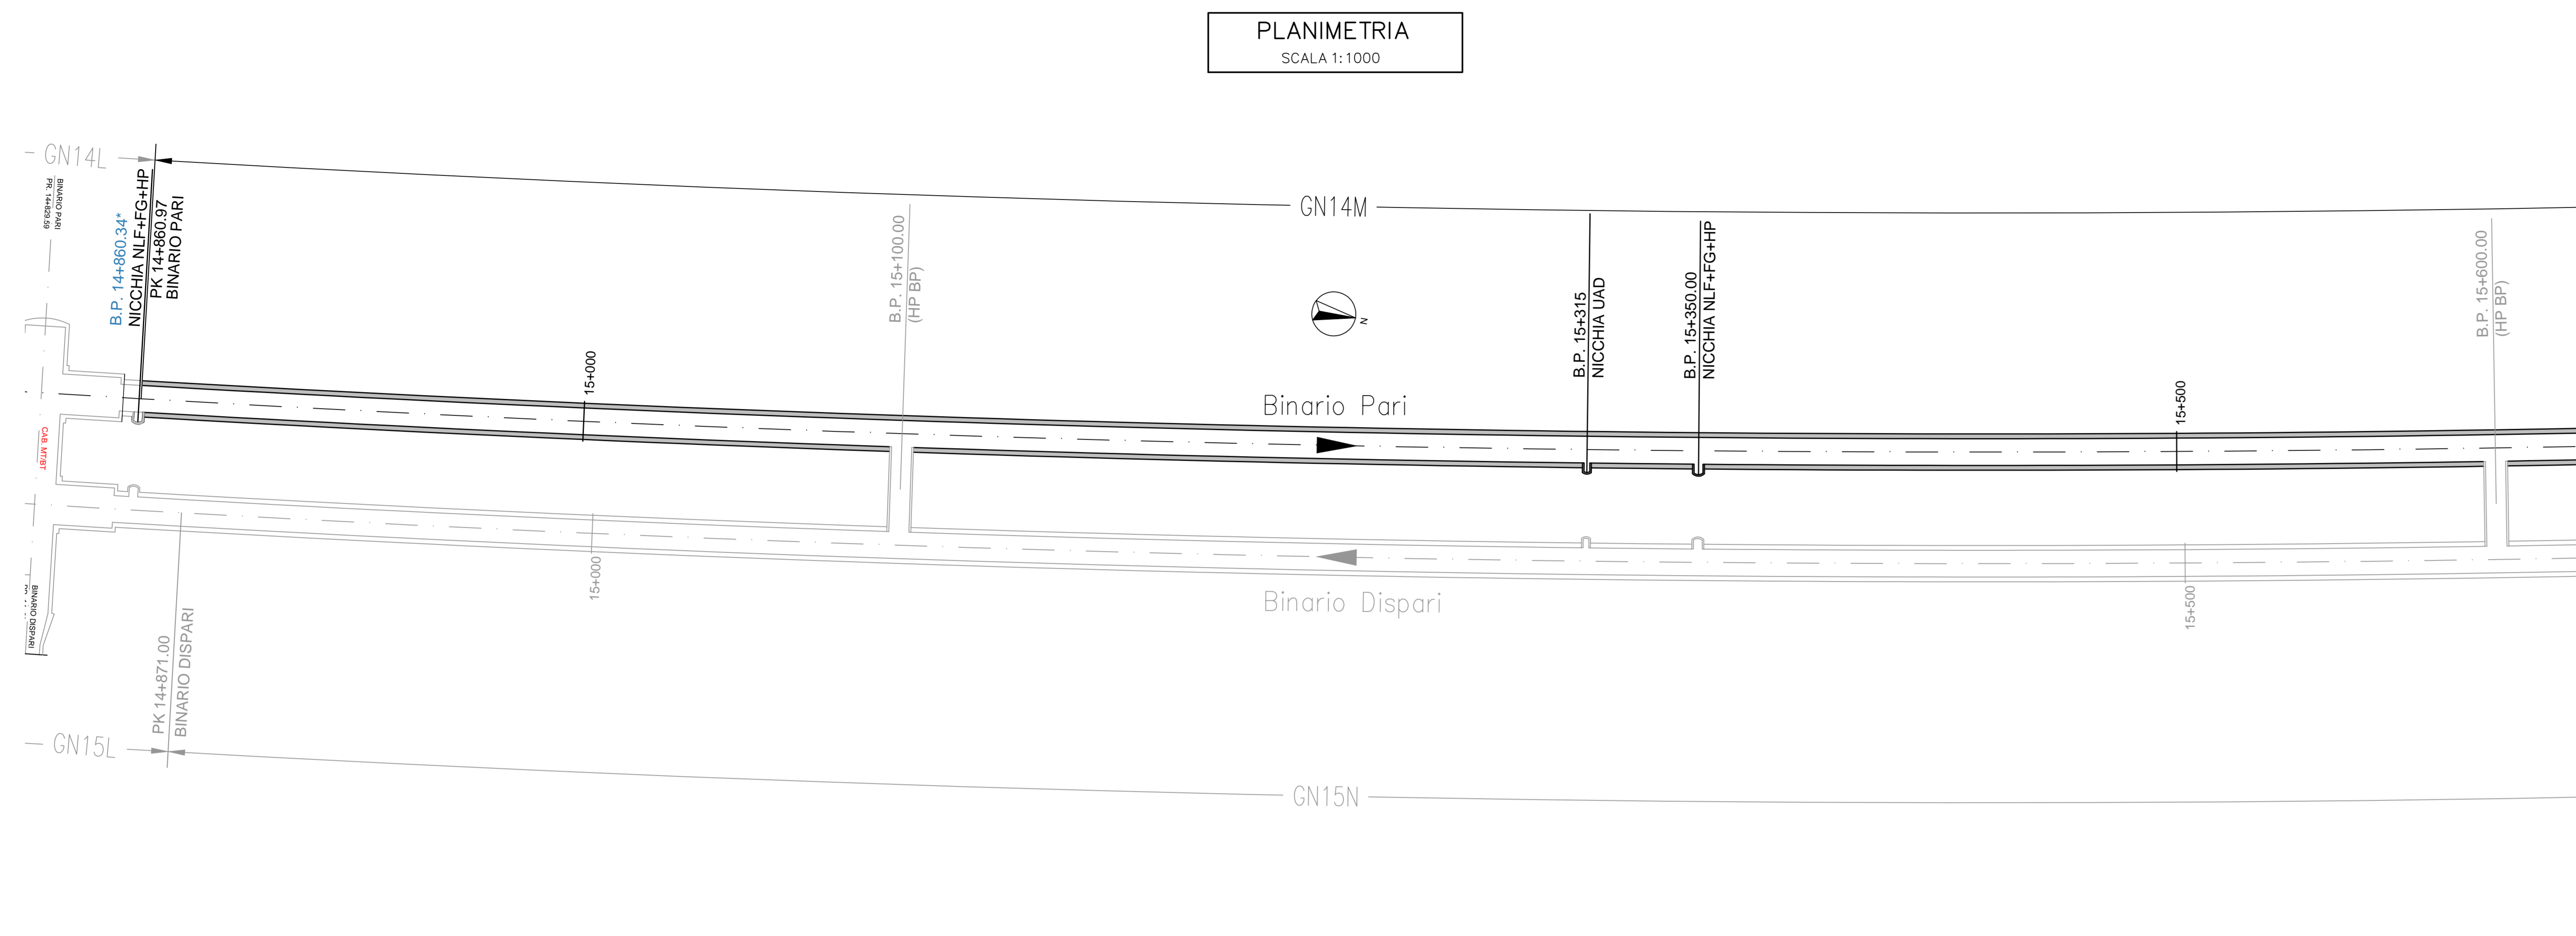 PLANIMETRIA
SCALA 1:1000
GN14L
BINARIO PARI
PR. 14+829.59
B.P. 14+860.34*
NICCHIA NLF+FG+HP
PK 14+860.97
BINARIO PARI
GN14M
B.P. 15+100.00
(HP BP)
N
B.P. 15+315
NICCHIA UAD
B.P. 15+350.00
NICCHIA NLF+FG+HP
B.P. 15+600.00
(HP BP)
15+000
Binario Pari
15+500
CAB. MT/BT
15+000
Binario Dispari
15+500
BINARIO DISPARI
PK 14+871.00
BINARIO DISPARI
GN15L
GN15N